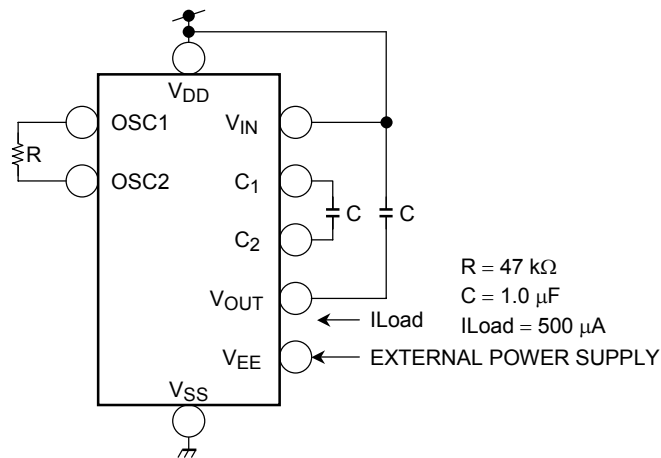 VDD
OSC1
VIN
R
OSC2
C1
C
C
C2
R = 47 kΩ
C = 1.0 μF
VOUT
ILoad
ILoad = 500 μA
VEE
EXTERNAL POWER SUPPLY
VSS